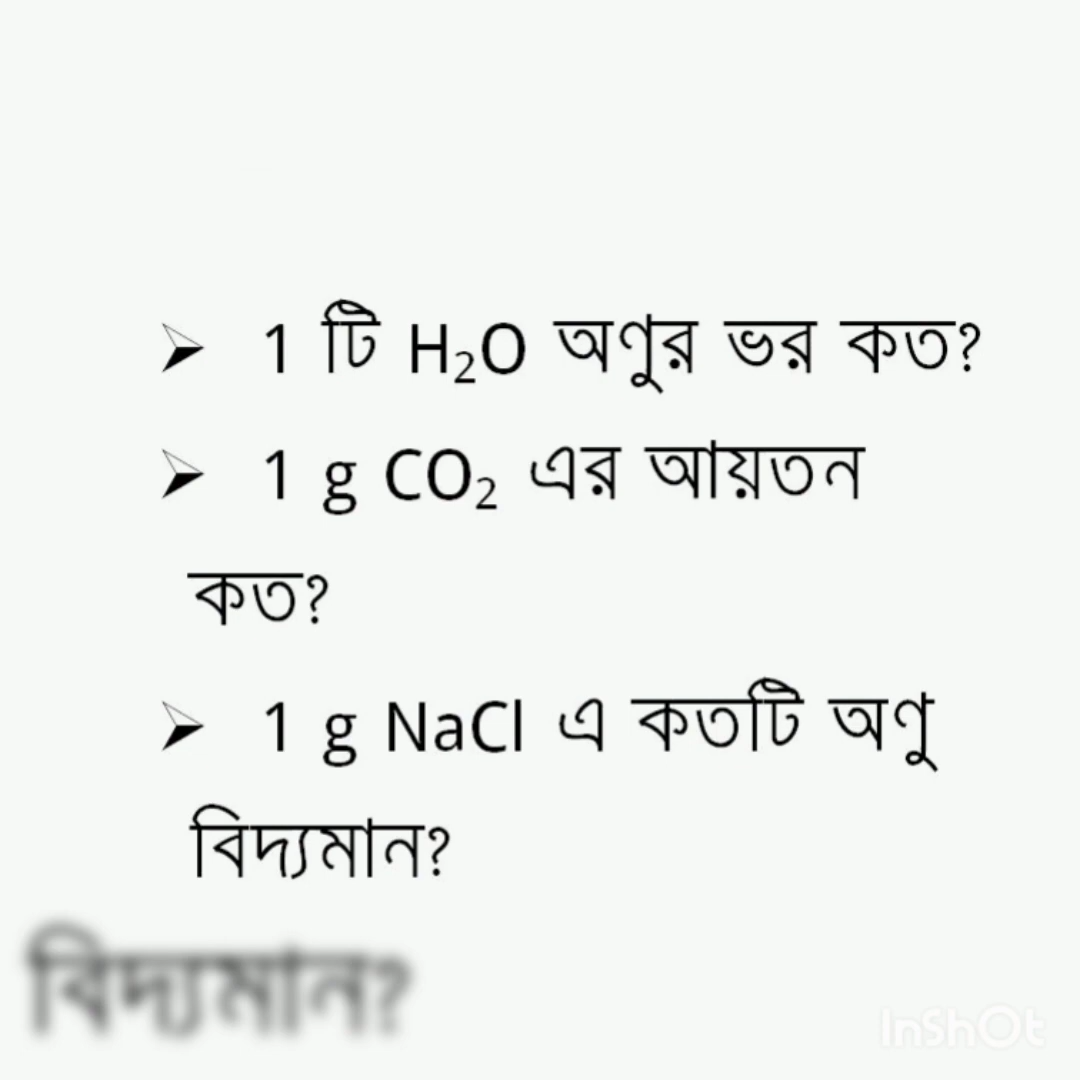 ➢ 1 টি H₂O অণুর ভর কত?
➢ 1 g CO₂ এর আয়তন
কত?
➢ 1 g NaCl এ কতটি অণু
বিদ্যমান?
বিদ্যমান?
InShOt